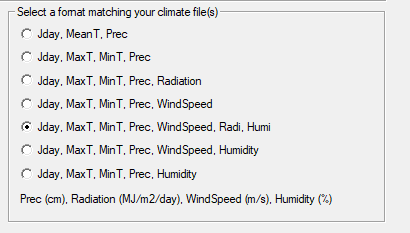 Select a format matching your climate file(s)
Jday, MeanT, Prec
Jday, MaxT, MinT, Prec
Jday, MaxT, MinT, Prec, Radiation
Jday, MaxT, MinT, Prec, WindSpeed
Jday, MaxT, MinT, Prec, WindSpeed, Radi, Humi
Jday, MaxT, MinT, Prec, WindSpeed, Humidity
Jday, MaxT, MinT, Prec, Humidity
Prec (cm), Radiation (MJ/m2/day), WindSpeed (m/s), Humidity (%)